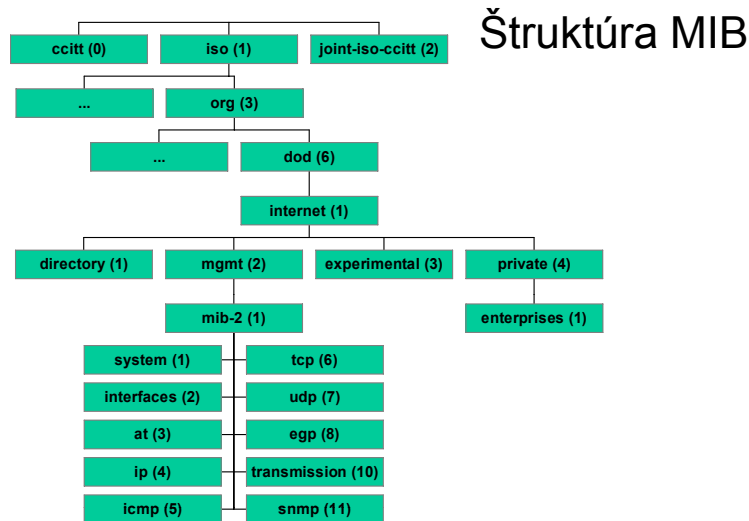 Štruktúra MIB
ccitt (0)
iso (1)
joint-iso-ccitt (2)
...
org (3)
...
dod (6)
internet (1)
directory (1)
mgmt (2)
experimental (3)
private (4)
mib-2 (1)
enterprises (1)
system (1)
tcp (6)
interfaces (2)
udp (7)
at (3)
egp (8)
ip (4)
transmission (10)
icmp (5)
snmp (11)